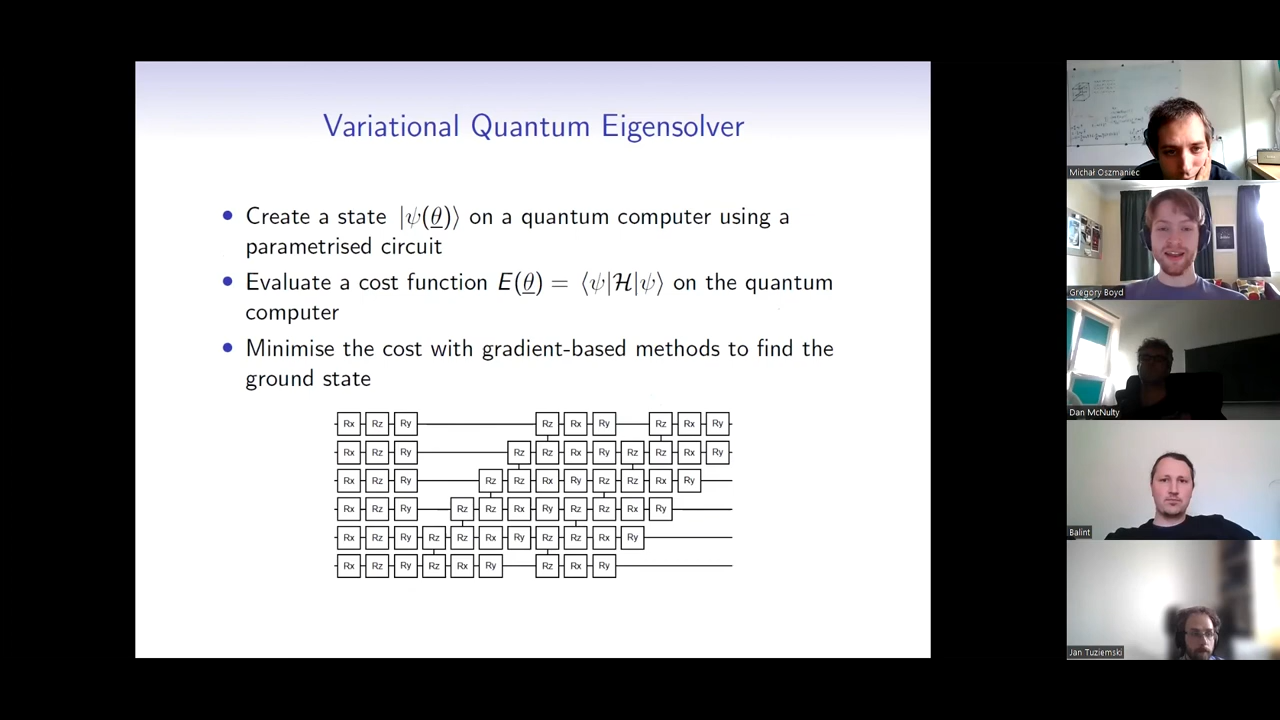 Variational Quantum Eigensolver
• Create a state |ψ(θ)⟩ on a quantum computer using a
parametrised circuit
• Evaluate a cost function E(θ) = ⟨ψ|H|ψ⟩ on the quantum
computer
• Minimise the cost with gradient-based methods to find the
ground state
Rx Rz Ry Rz Rx Ry Rz Rx Ry
Rx Rz Ry Rz Rz Rx Ry Rz Rz Rx Ry
Rx Rz Ry Rz Rz Rx Ry Rz Rz Rx Ry
Rx Rz Ry Rz Rz Rx Ry Rz Rz Rx Ry
Rx Rz Ry Rz Rz Rx Ry Rz Rz Rx Ry
Rx Rz Ry Rz Rx Ry Rz Rx Ry
Michał Oszmaniec
Gregory Boyd
Dan McNulty
Balint
Jan Tuziemski